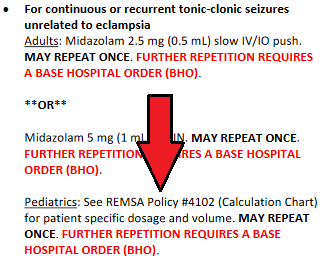 • For continuous or recurrent tonic-clonic seizures
unrelated to eclampsia
Adults: Midazolam 2.5 mg (0.5 mL) slow IV/IO push.
MAY REPEAT ONCE. FURTHER REPETITION REQUIRES
A BASE HOSPITAL ORDER (BHO).
**OR**
Midazolam 5 mg (1 m N. MAY REPEAT ONCE.
FURTHER REPETITION RES A BASE HOSPITAL
ORDER (BHO).
Pediatrics: See REMSA Policy #4102 (Calculation Chart)
for patient specific dosage and volume. MAY REPEAT
ONCE. FURTHER REPETITION REQUIRES A BASE
HOSPITAL ORDER (BHO).